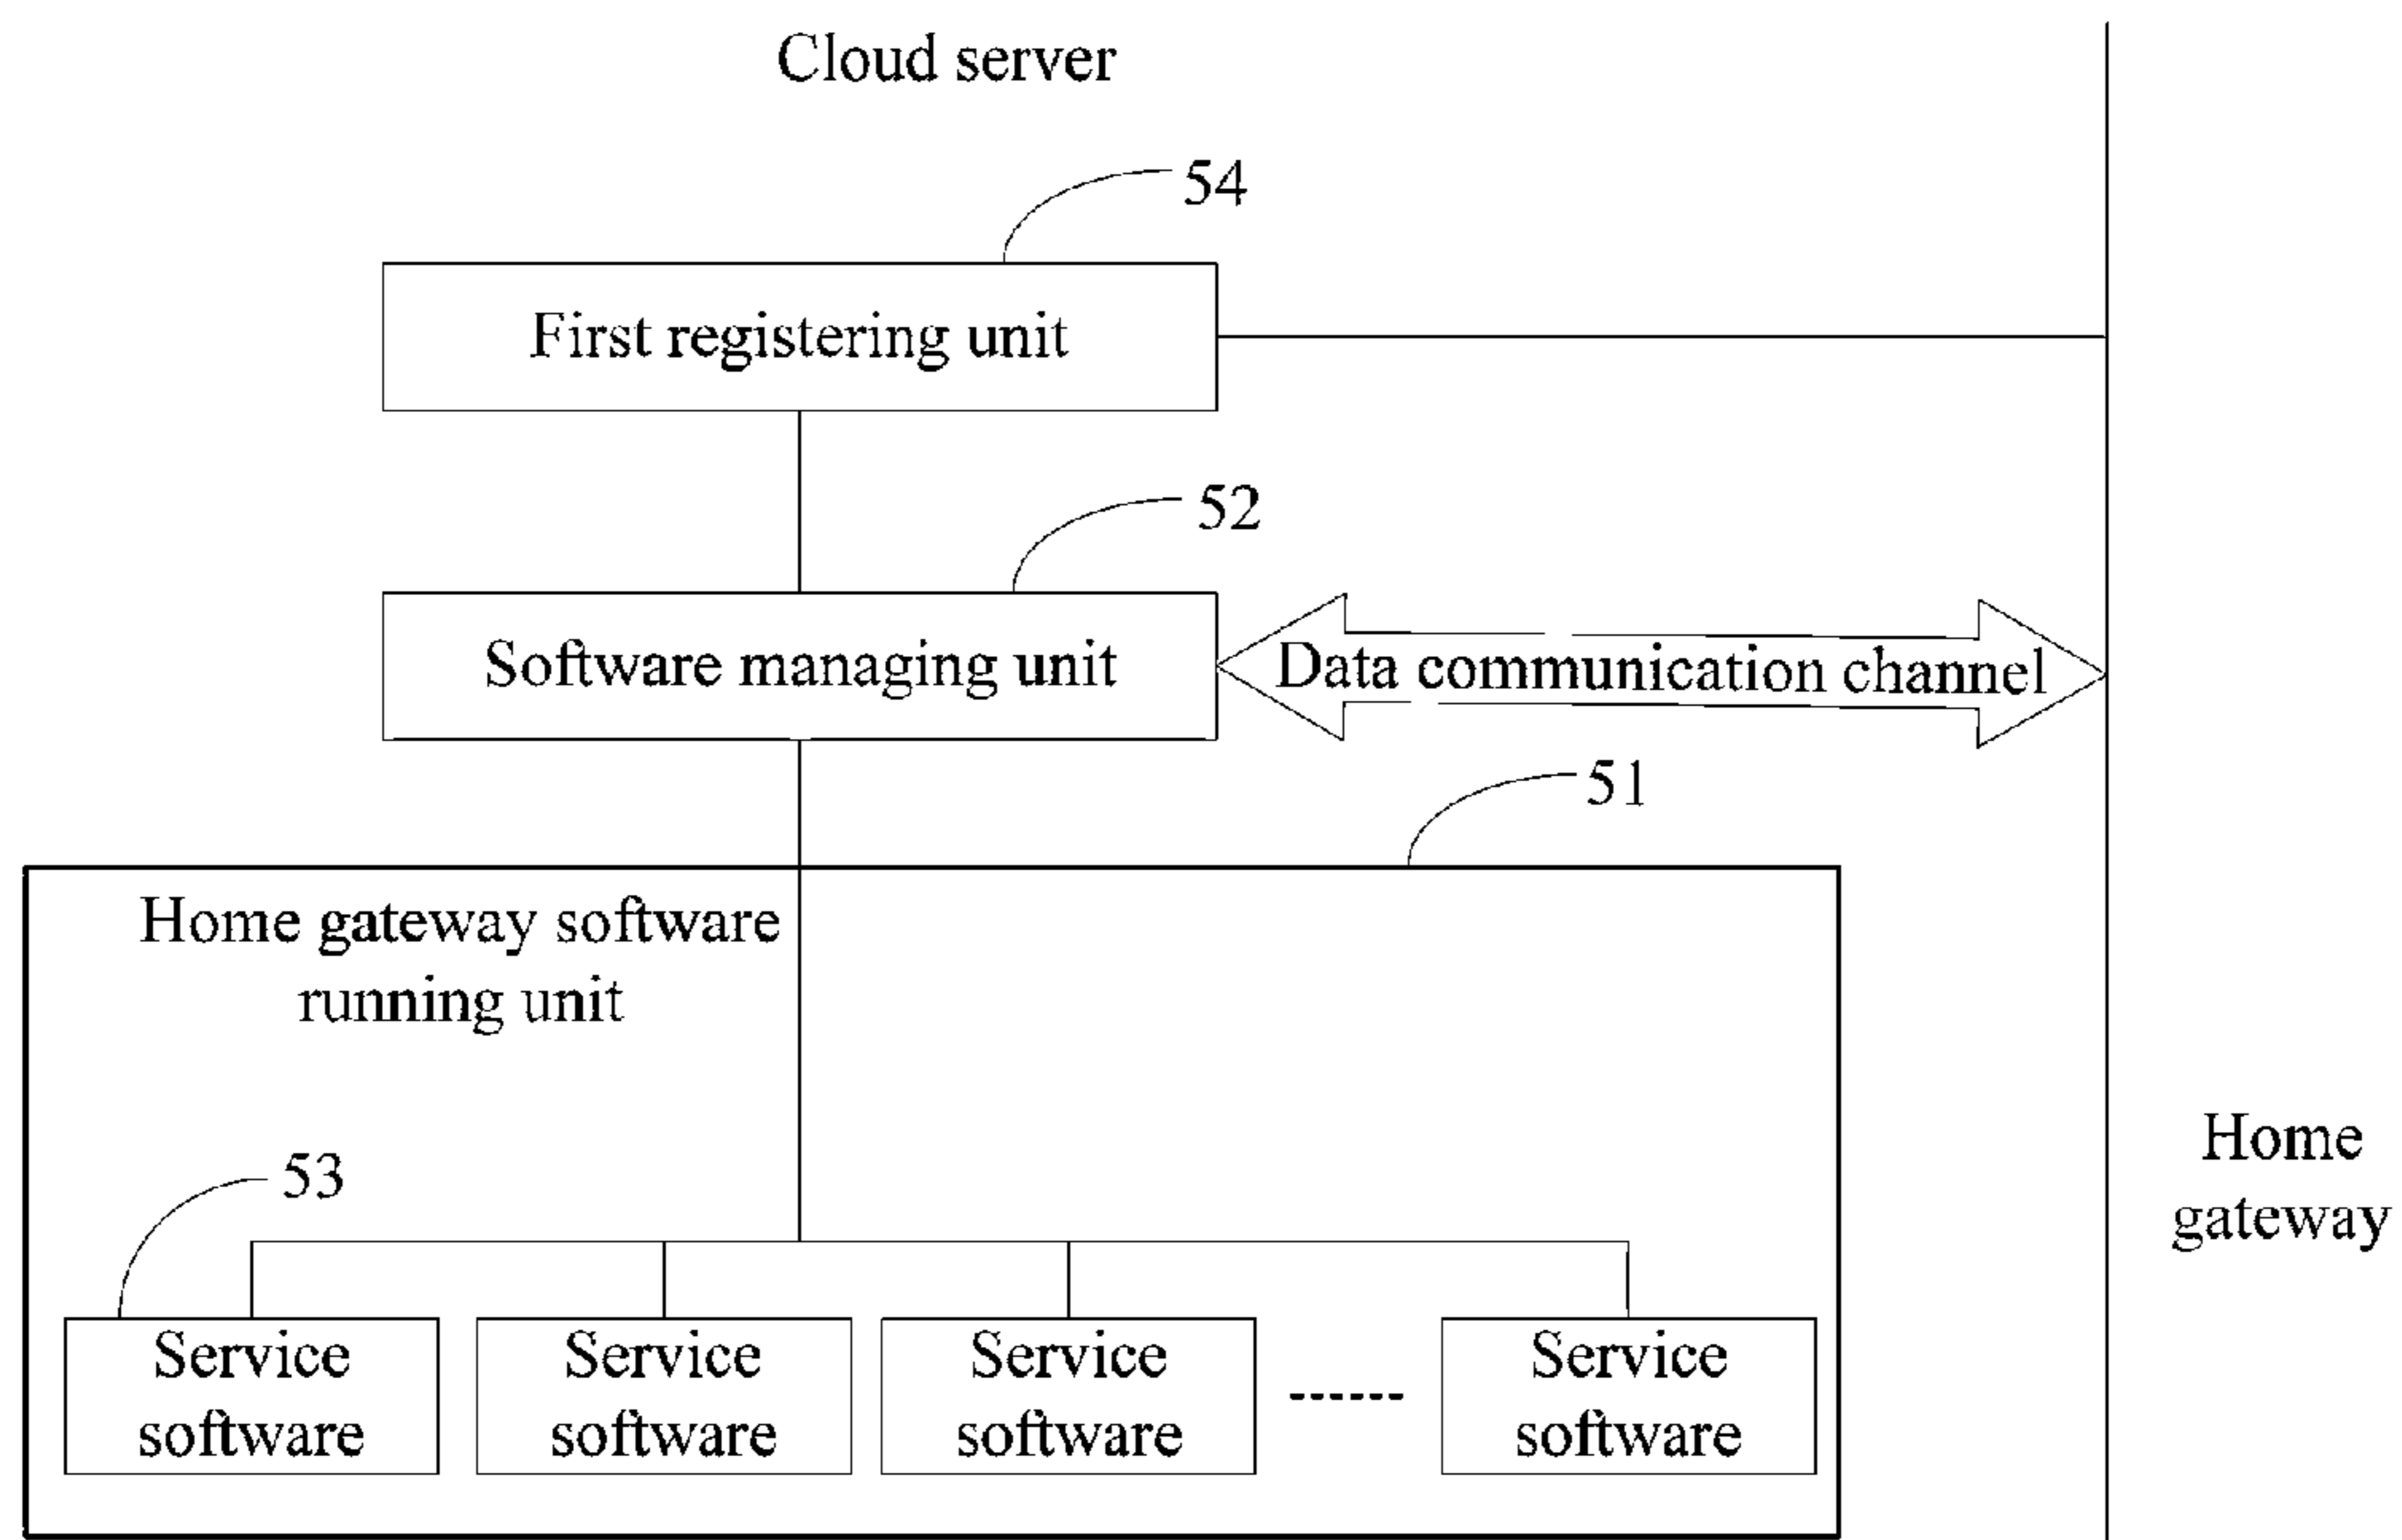 Cloud server
54
First registering unit
52
Software managing unit
Data communication channel
51
Home gateway software
running unit
53
Home
gateway
Service
software
Service
software
Service
software
------
Service
software